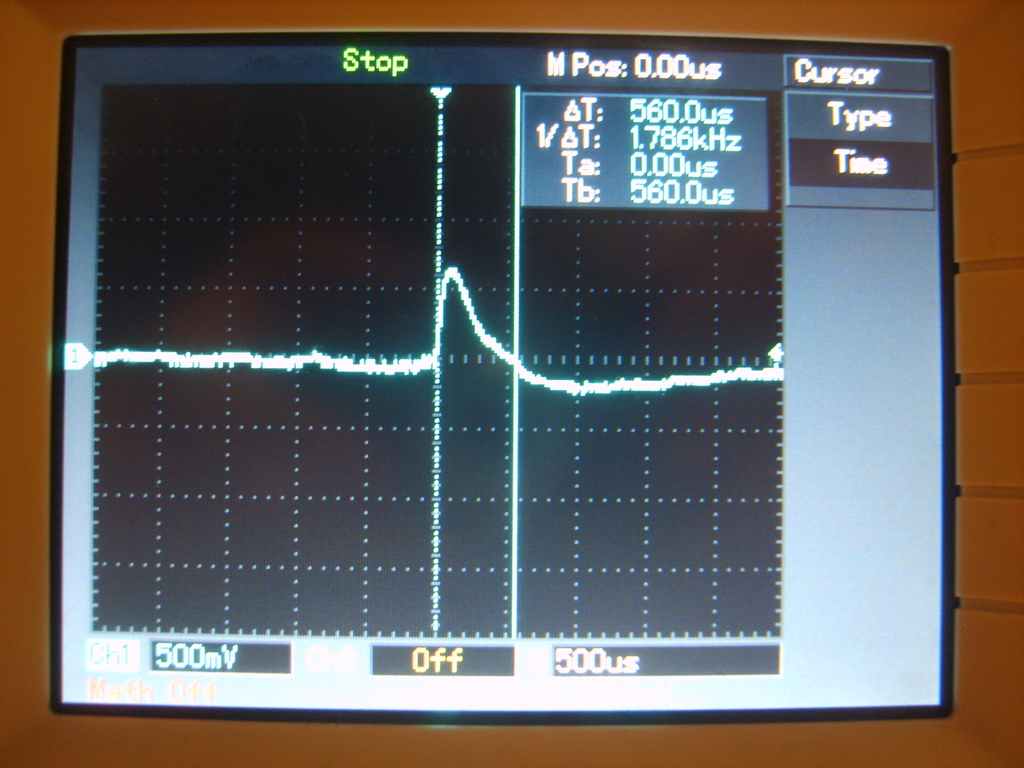 Stop M Pos: 0.00us Cursor
ΔT: 560.0us
1/ΔT: 1.786kHz
Ta: 0.00us
Tb: 560.0us
Type
Time
1
Ch1 500mV Ch2 Off M 500us
Math Off